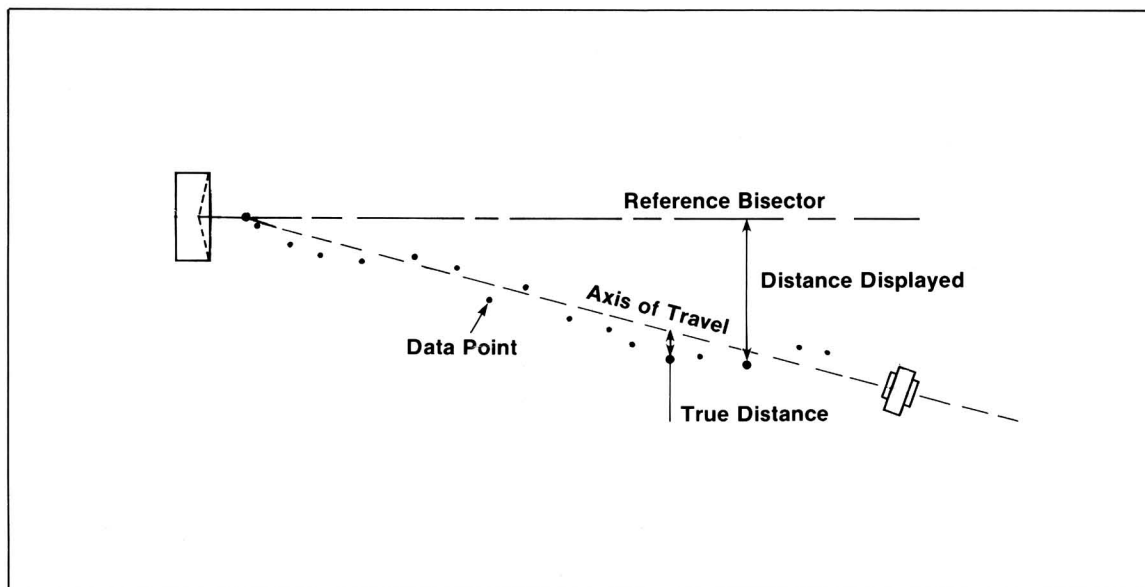 Reference Bisector
Distance Displayed
Axis of Travel
Data Point
True Distance